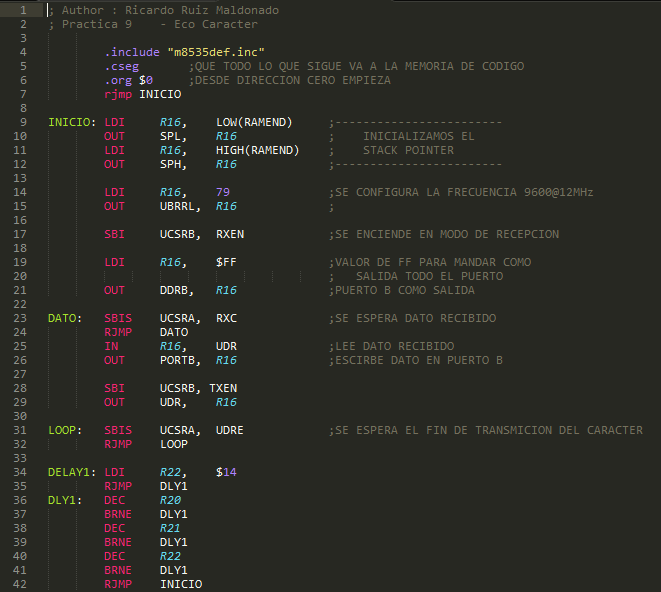 1 ; Author : Ricardo Ruiz Maldonado
2 ; Practica 9    - Eco Caracter
3
4         .include "m8535def.inc"
5         .cseg       ;QUE TODO LO QUE SIGUE VA A LA MEMORIA DE CODIGO
6         .org $0     ;DESDE DIRECCION CERO EMPIEZA
7         rjmp INICIO
8
9 INICIO: LDI     R16,    LOW(RAMEND)     ;------------------------
10         OUT     SPL,    R16             ;    INICIALIZAMOS EL
11         LDI     R16,    HIGH(RAMEND)    ;    STACK POINTER
12         OUT     SPH,    R16             ;------------------------
13
14         LDI     R16,    79              ;SE CONFIGURA LA FRECUENCIA 9600@12MHz
15         OUT     UBRRL,  R16             ;
16
17         SBI     UCSRB,  RXEN            ;SE ENCIENDE EN MODO DE RECEPCION
18
19         LDI     R16,    $FF             ;VALOR DE FF PARA MANDAR COMO
20                                         ;   SALIDA TODO EL PUERTO
21         OUT     DDRB,   R16             ;PUERTO B COMO SALIDA
22
23 DATO:   SBIS    UCSRA,  RXC             ;SE ESPERA DATO RECIBIDO
24         RJMP    DATO
25         IN      R16,    UDR             ;LEE DATO RECIBIDO
26         OUT     PORTB,  R16             ;ESCIRBE DATO EN PUERTO B
27
28         SBI     UCSRB, TXEN
29         OUT     UDR,    R16
30
31 LOOP:   SBIS    UCSRA,  UDRE            ;SE ESPERA EL FIN DE TRANSMICION DEL CARACTER
32         RJMP    LOOP
33
34 DELAY1: LDI     R22,    $14
35         RJMP    DLY1
36 DLY1:   DEC     R20
37         BRNE    DLY1
38         DEC     R21
39         BRNE    DLY1
40         DEC     R22
41         BRNE    DLY1
42         RJMP    INICIO